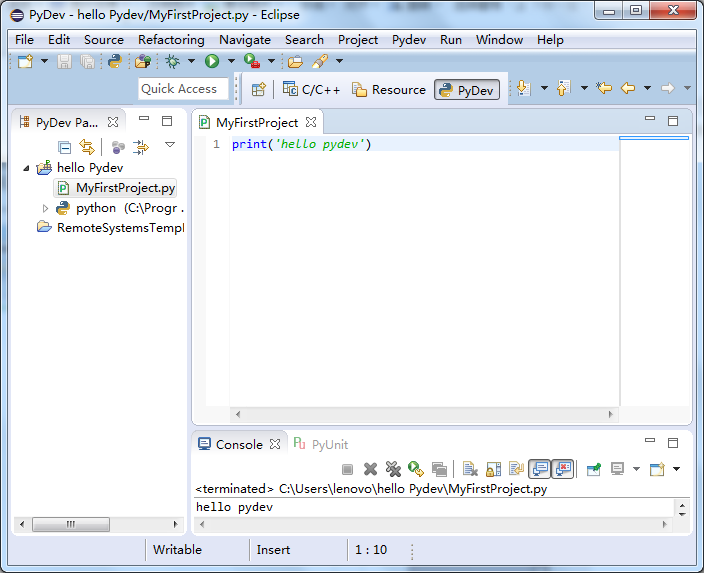 PyDev - hello Pydev/MyFirstProject.py - Eclipse
File Edit Source Refactoring Navigate Search Project Pydev Run Window Help
Quick Access
C/C++
Resource
PyDev
PyDev Pa...
MyFirstProject
1 print('hello pydev')
hello Pydev
MyFirstProject.py
python (C:\Progr .
RemoteSystemsTempl
Console
PyUnit
<terminated> C:\Users\lenovo\hello Pydev\MyFirstProject.py
hello pydev
Writable Insert 1 : 10